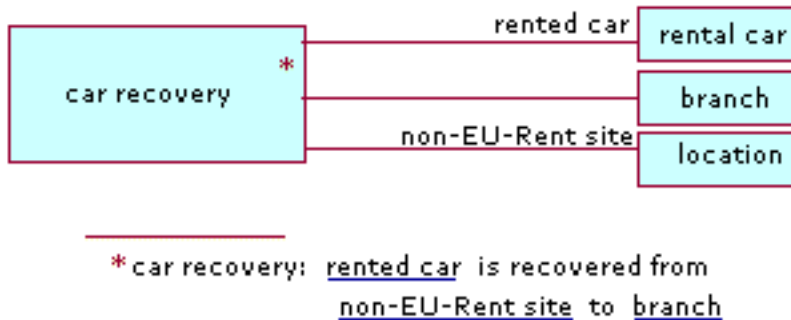 rented car
rental car
*
car recovery
branch
non-EU-Rent site
location
* car recovery: rented car is recovered from
non-EU-Rent site to branch